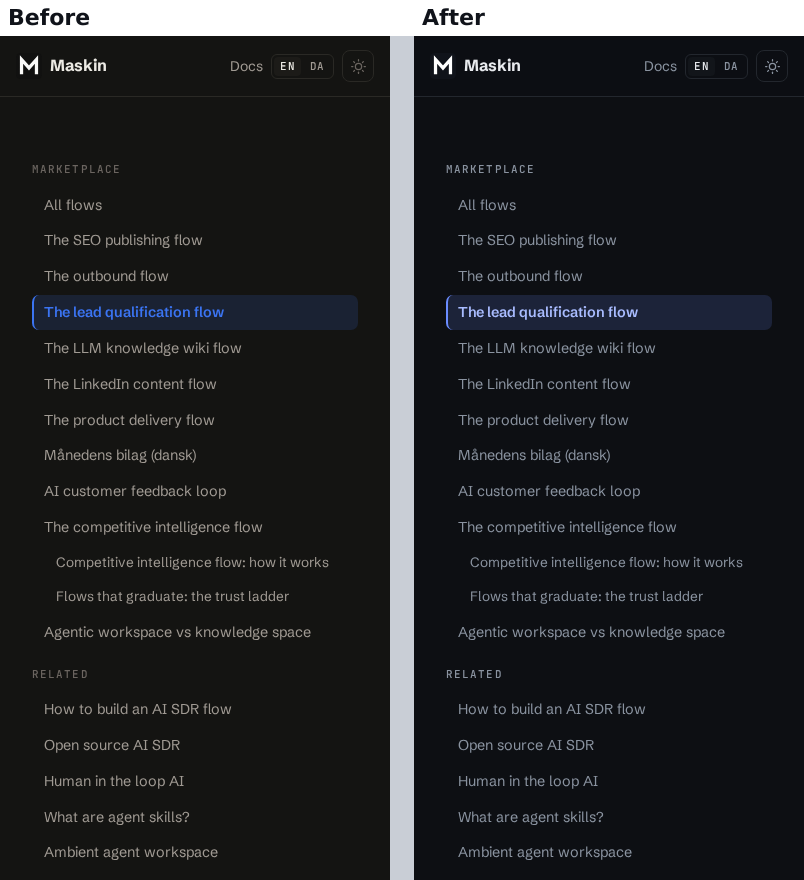 Before
Maskin
Docs EN DA
MARKETPLACE
All flows
The SEO publishing flow
The outbound flow
The lead qualification flow
The LLM knowledge wiki flow
The LinkedIn content flow
The product delivery flow
Månedens bilag (dansk)
AI customer feedback loop
The competitive intelligence flow
Competitive intelligence flow: how it works
Flows that graduate: the trust ladder
Agentic workspace vs knowledge space
RELATED
How to build an AI SDR flow
Open source AI SDR
Human in the loop AI
What are agent skills?
Ambient agent workspace
After
Maskin
Docs EN DA
MARKETPLACE
All flows
The SEO publishing flow
The outbound flow
The lead qualification flow
The LLM knowledge wiki flow
The LinkedIn content flow
The product delivery flow
Månedens bilag (dansk)
AI customer feedback loop
The competitive intelligence flow
Competitive intelligence flow: how it works
Flows that graduate: the trust ladder
Agentic workspace vs knowledge space
RELATED
How to build an AI SDR flow
Open source AI SDR
Human in the loop AI
What are agent skills?
Ambient agent workspace